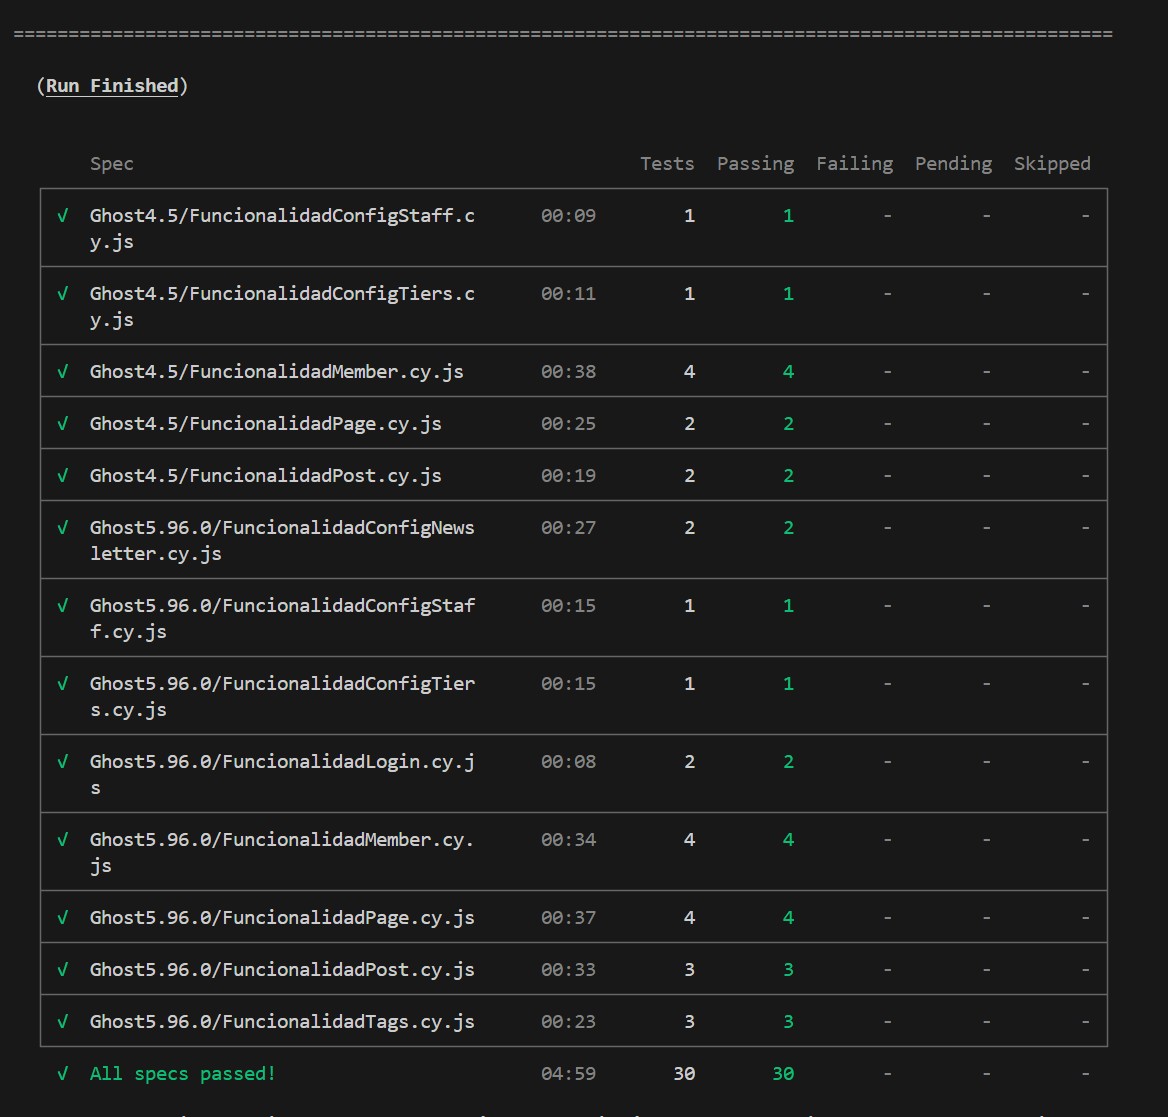 ====================================================================================================
(Run Finished)
Spec Tests Passing Failing Pending Skipped
√ Ghost4.5/FuncionalidadConfigStaff.c 00:09 1 1 - - -
y.js
√ Ghost4.5/FuncionalidadConfigTiers.c 00:11 1 1 - - -
y.js
√ Ghost4.5/FuncionalidadMember.cy.js 00:38 4 4 - - -
√ Ghost4.5/FuncionalidadPage.cy.js 00:25 2 2 - - -
√ Ghost4.5/FuncionalidadPost.cy.js 00:19 2 2 - - -
√ Ghost5.96.0/FuncionalidadConfigNews 00:27 2 2 - - -
letter.cy.js
√ Ghost5.96.0/FuncionalidadConfigStaf 00:15 1 1 - - -
f.cy.js
√ Ghost5.96.0/FuncionalidadConfigTier 00:15 1 1 - - -
s.cy.js
√ Ghost5.96.0/FuncionalidadLogin.cy.j 00:08 2 2 - - -
s
√ Ghost5.96.0/FuncionalidadMember.cy. 00:34 4 4 - - -
js
√ Ghost5.96.0/FuncionalidadPage.cy.js 00:37 4 4 - - -
√ Ghost5.96.0/FuncionalidadPost.cy.js 00:33 3 3 - - -
√ Ghost5.96.0/FuncionalidadTags.cy.js 00:23 3 3 - - -
√ All specs passed! 04:59 30 30 - - -